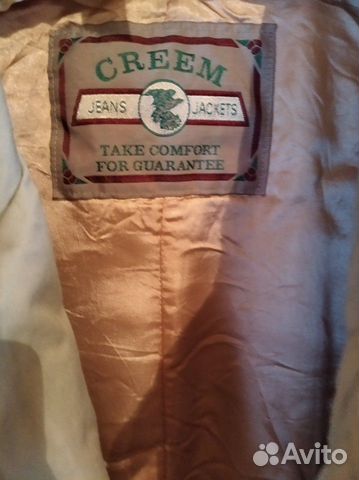 CREEM
JEANS JACKETS
TAKE COMFORT
FOR GUARANTEE
Avito